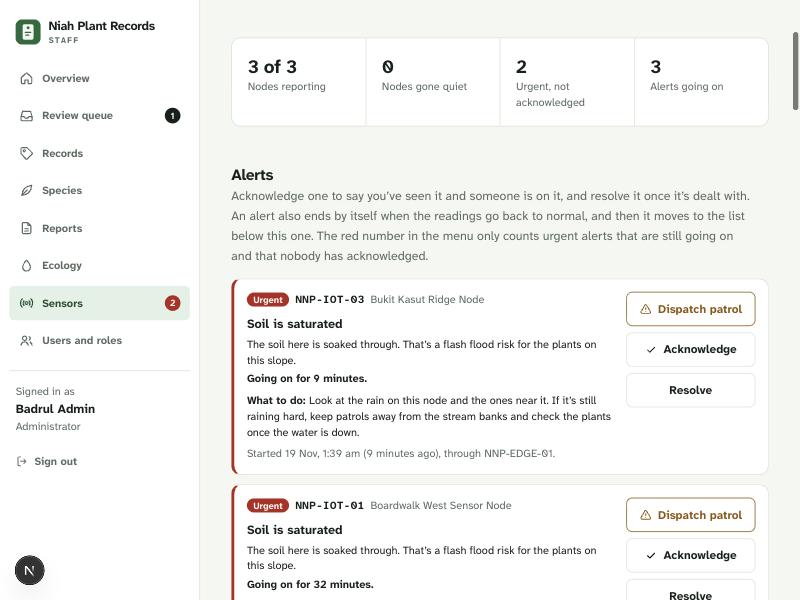 Niah Plant Records
STAFF
Overview
Review queue 1
Records
Species
Reports
Ecology
Sensors 2
Users and roles
Signed in as
Badrul Admin
Administrator
Sign out
N
3 of 3
Nodes reporting
0
Nodes gone quiet
2
Urgent, not
acknowledged
3
Alerts going on
Alerts
Acknowledge one to say you've seen it and someone is on it, and resolve it once it's dealt with.
An alert also ends by itself when the readings go back to normal, and then it moves to the list
below this one. The red number in the menu only counts urgent alerts that are still going on
and that nobody has acknowledged.
Urgent NNP-IOT-03 Bukit Kasut Ridge Node
Soil is saturated
The soil here is soaked through. That's a flash flood risk for the plants on
this slope.
Going on for 9 minutes.
What to do: Look at the rain on this node and the ones near it. If it's still
raining hard, keep patrols away from the stream banks and check the plants
once the water is down.
Started 19 Nov, 1:39 am (9 minutes ago), through NNP-EDGE-01.
Dispatch patrol
Acknowledge
Resolve
Urgent NNP-IOT-01 Boardwalk West Sensor Node
Soil is saturated
The soil here is soaked through. That's a flash flood risk for the plants on
this slope.
Going on for 32 minutes.
Dispatch patrol
Acknowledge
Resolve